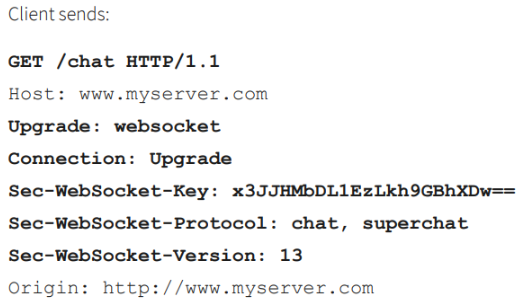 Client sends:
GET /chat HTTP/1.1
Host: www.myserver.com
Upgrade: websocket
Connection: Upgrade
Sec-WebSocket-Key: x3JJHMbDL1EzLkh9GBhXDw==
Sec-WebSocket-Protocol: chat, superchat
Sec-WebSocket-Version: 13
Origin: http://www.myserver.com